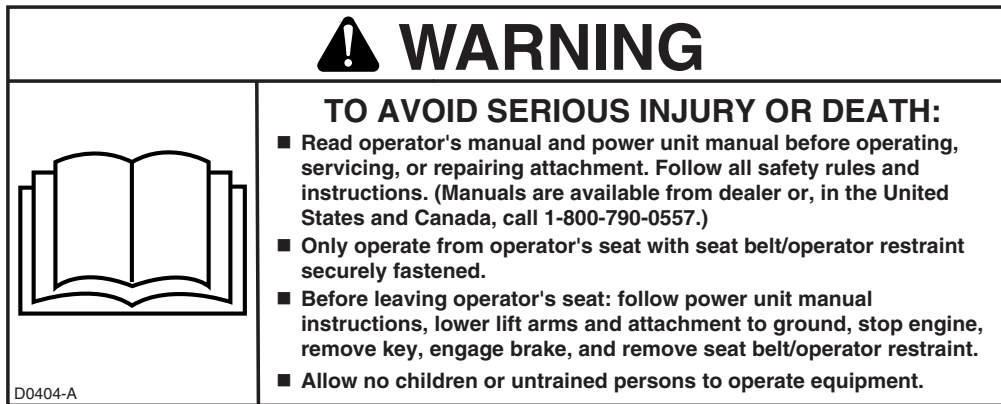 WARNING
TO AVOID SERIOUS INJURY OR DEATH:
■ Read operator's manual and power unit manual before operating,
servicing, or repairing attachment. Follow all safety rules and
instructions. (Manuals are available from dealer or, in the United
States and Canada, call 1-800-790-0557.)
■ Only operate from operator's seat with seat belt/operator restraint
securely fastened.
■ Before leaving operator's seat: follow power unit manual
instructions, lower lift arms and attachment to ground, stop engine,
remove key, engage brake, and remove seat belt/operator restraint.
■ Allow no children or untrained persons to operate equipment.
D0404-A